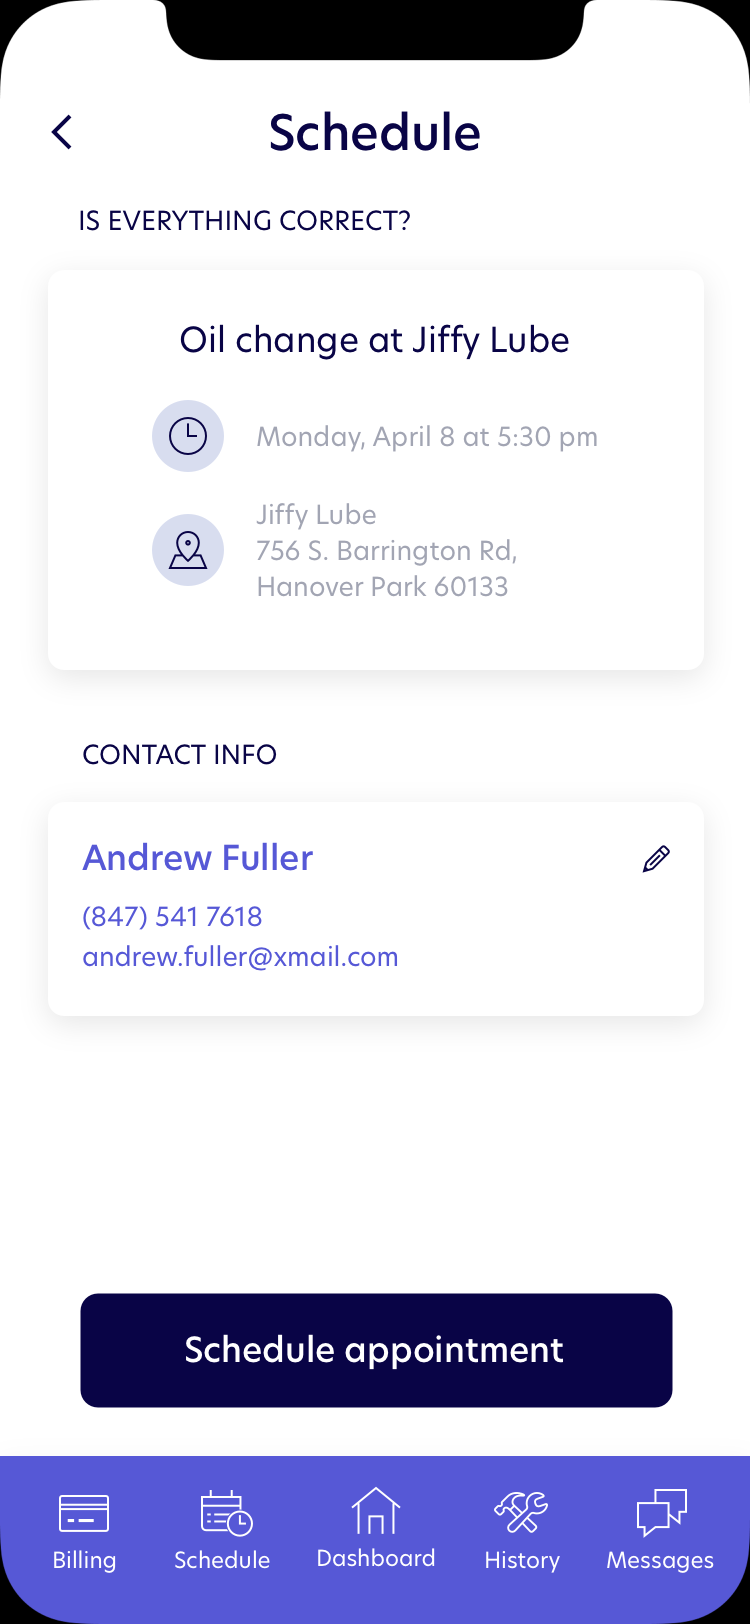 Schedule
IS EVERYTHING CORRECT?
Oil change at Jiffy Lube
Monday, April 8 at 5:30 pm
Jiffy Lube
756 S. Barrington Rd,
Hanover Park 60133
CONTACT INFO
Andrew Fuller
(847) 541 7618
andrew.fuller@xmail.com
Schedule appointment
Billing
Schedule
Dashboard
History
Messages